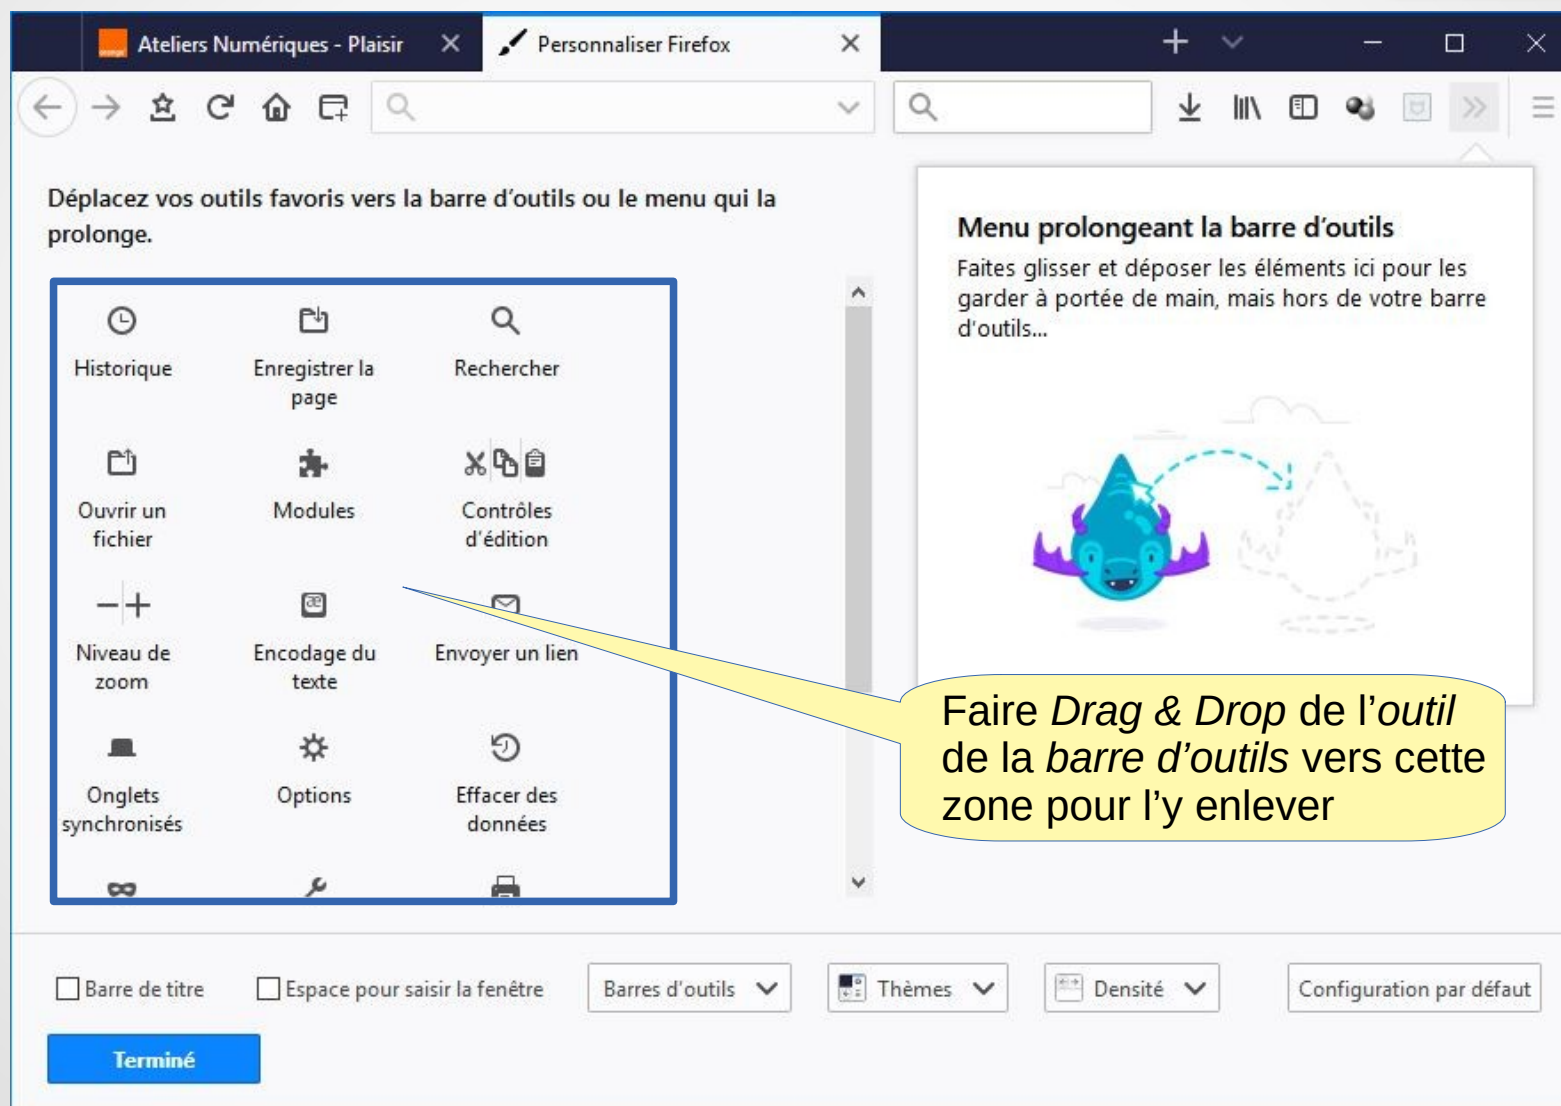 Ateliers Numériques - Plaisir
Personnaliser Firefox
Déplacez vos outils favoris vers la barre d’outils ou le menu qui la
prolonge.
Historique
Enregistrer la
page
Rechercher
Ouvrir un
fichier
Modules
Contrôles
d'édition
Niveau de
zoom
Encodage du
texte
Envoyer un lien
Onglets
synchronisés
Options
Effacer des
données
Menu prolongeant la barre d’outils
Faites glisser et déposer les éléments ici pour les
garder à portée de main, mais hors de votre barre
d’outils...
Faire Drag & Drop de l’outil
de la barre d’outils vers cette
zone pour l’y enlever
Barre de titre
Espace pour saisir la fenêtre
Barres d'outils
Thèmes
Densité
Configuration par défaut
Terminé